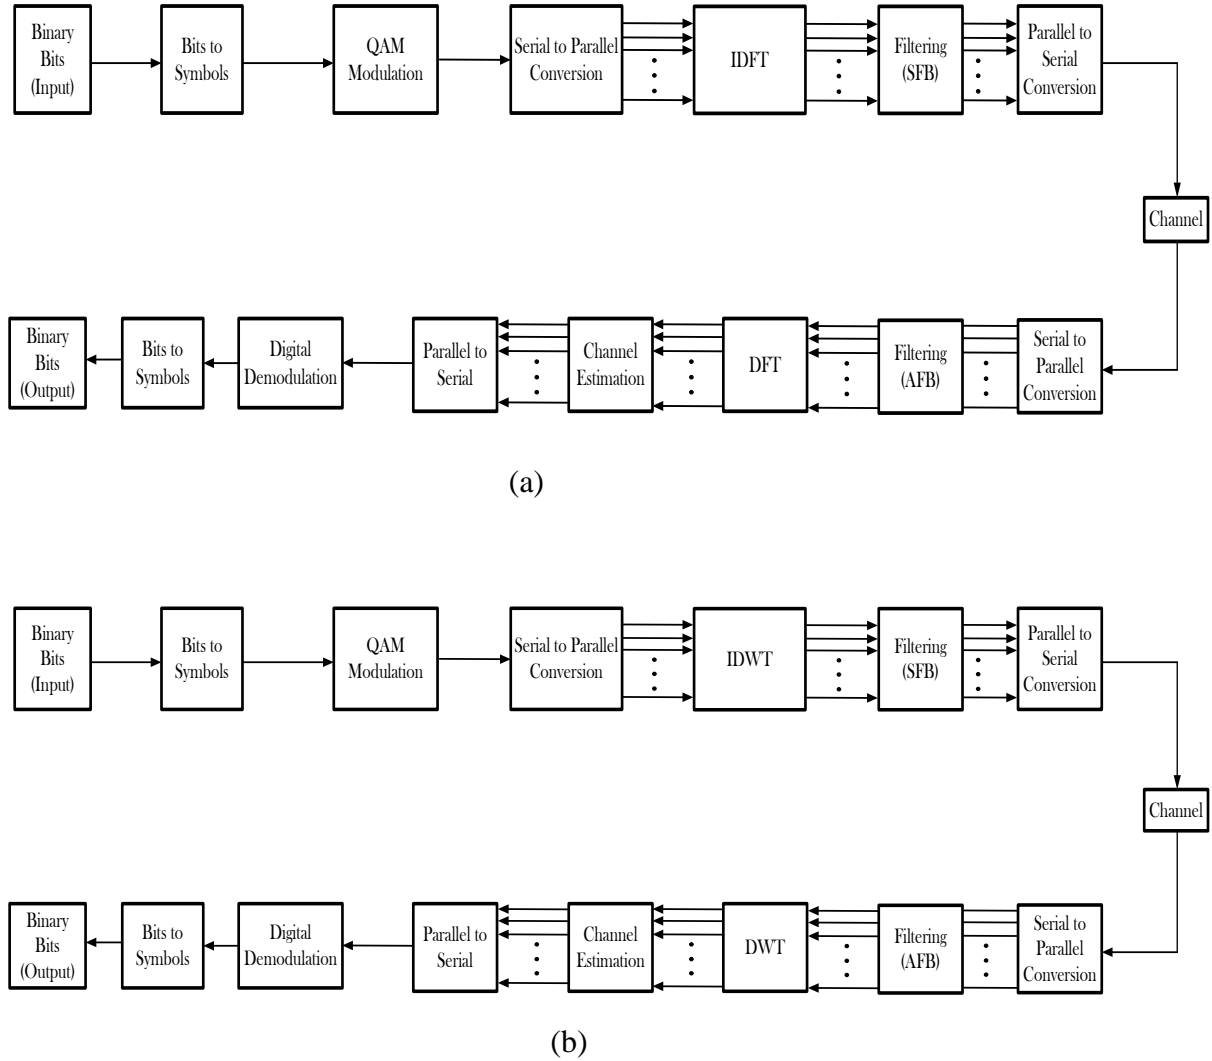 Binary
Bits
(Input)
Bits to
Symbols
QAM
Modulation
Serial to Parallel
Conversion
IDFT
Filtering
(SFB)
Parallel to
Serial
Conversion
Channel
Binary
Bits
(Output)
Bits to
Symbols
Digital
Demodulation
Parallel to
Serial
Channel
Estimation
DFT
Filtering
(AFB)
Serial to
Parallel
Conversion
(a)
Binary
Bits
(Input)
Bits to
Symbols
QAM
Modulation
Serial to Parallel
Conversion
IDWT
Filtering
(SFB)
Parallel to
Serial
Conversion
Channel
Binary
Bits
(Output)
Bits to
Symbols
Digital
Demodulation
Parallel to
Serial
Channel
Estimation
DWT
Filtering
(AFB)
Serial to
Parallel
Conversion
(b)